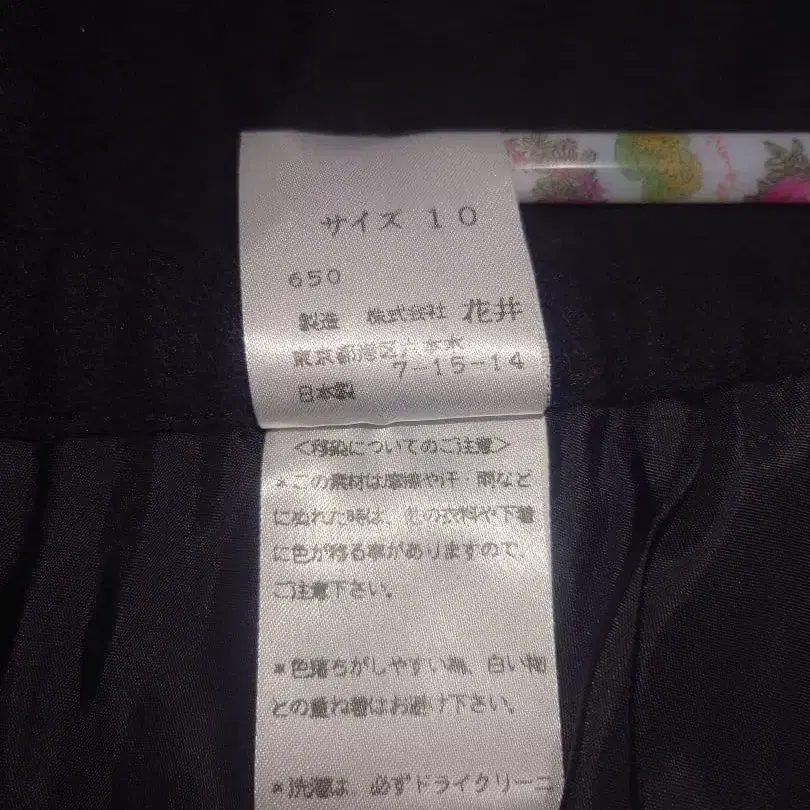 サイズ 10
650
製造 株式会社 花井
東京都港区六本木
7-15-14
日本製
<移染についてのご注意>
*この素材は摩擦や汗・雨など
にぬれた時は、他の衣料や下着
に色が移る事がありますので、
ご注意下さい。
*色落ちがしやすい為、白い物
との重ね着はお避け下さい。
*洗濯は、必ずドライクリーニ